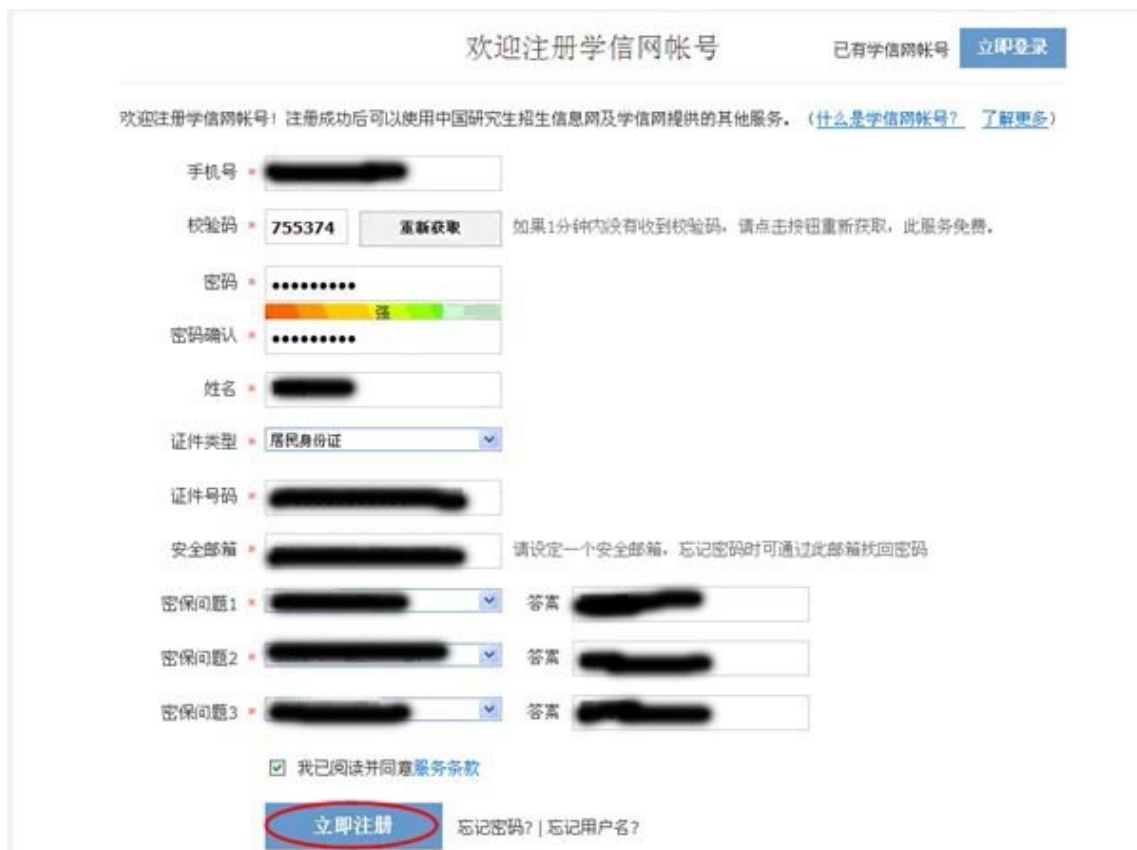 欢迎注册学信网帐号 已有学信网帐号 立即登录
欢迎注册学信网帐号！注册成功后可以使用中国研究生招生信息网及学信网提供的其他服务。（什么是学信网帐号？ 了解更多）
手机号 *
校验码 * 755374 重新获取 如果1分钟内没有收到校验码，请点击按钮重新获取，此服务免费。
密码 * •••••••••
强
密码确认 * •••••••••
姓名 *
证件类型 * 居民身份证
证件号码 *
安全邮箱 * 请设定一个安全邮箱，忘记密码时可通过此邮箱找回密码
密保问题1 * 答案
密保问题2 * 答案
密保问题3 * 答案
我已阅读并同意服务条款
立即注册 忘记密码? | 忘记用户名?